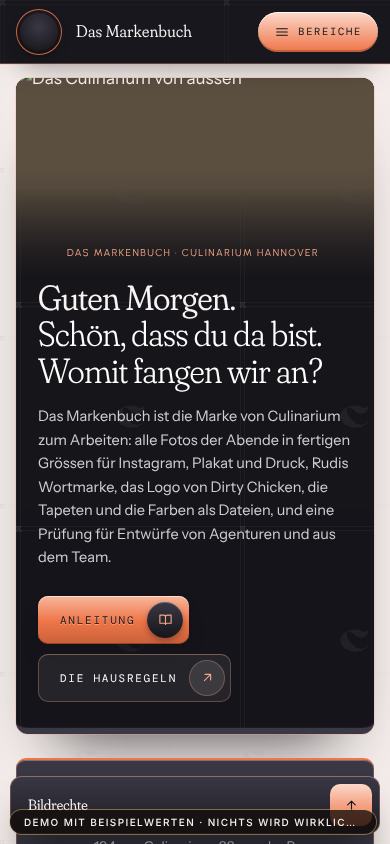 Das Markenbuch
BEREICHE
Das Culinarium von aussen
DAS MARKENBUCH · CULINARIUM HANNOVER
Guten Morgen.
Schön, dass du da bist.
Womit fangen wir an?
Das Markenbuch ist die Marke von Culinarium
zum Arbeiten: alle Fotos der Abende in fertigen
Grössen für Instagram, Plakat und Druck, Rudis
Wortmarke, das Logo von Dirty Chicken, die
Tapeten und die Farben als Dateien, und eine
Prüfung für Entwürfe von Agenturen und aus
dem Team.
ANLEITUNG
DIE HAUSREGELN
Bildrechte
DEMO MIT BEISPIELWERTEN · NICHTS WIRD WIRKLIC…